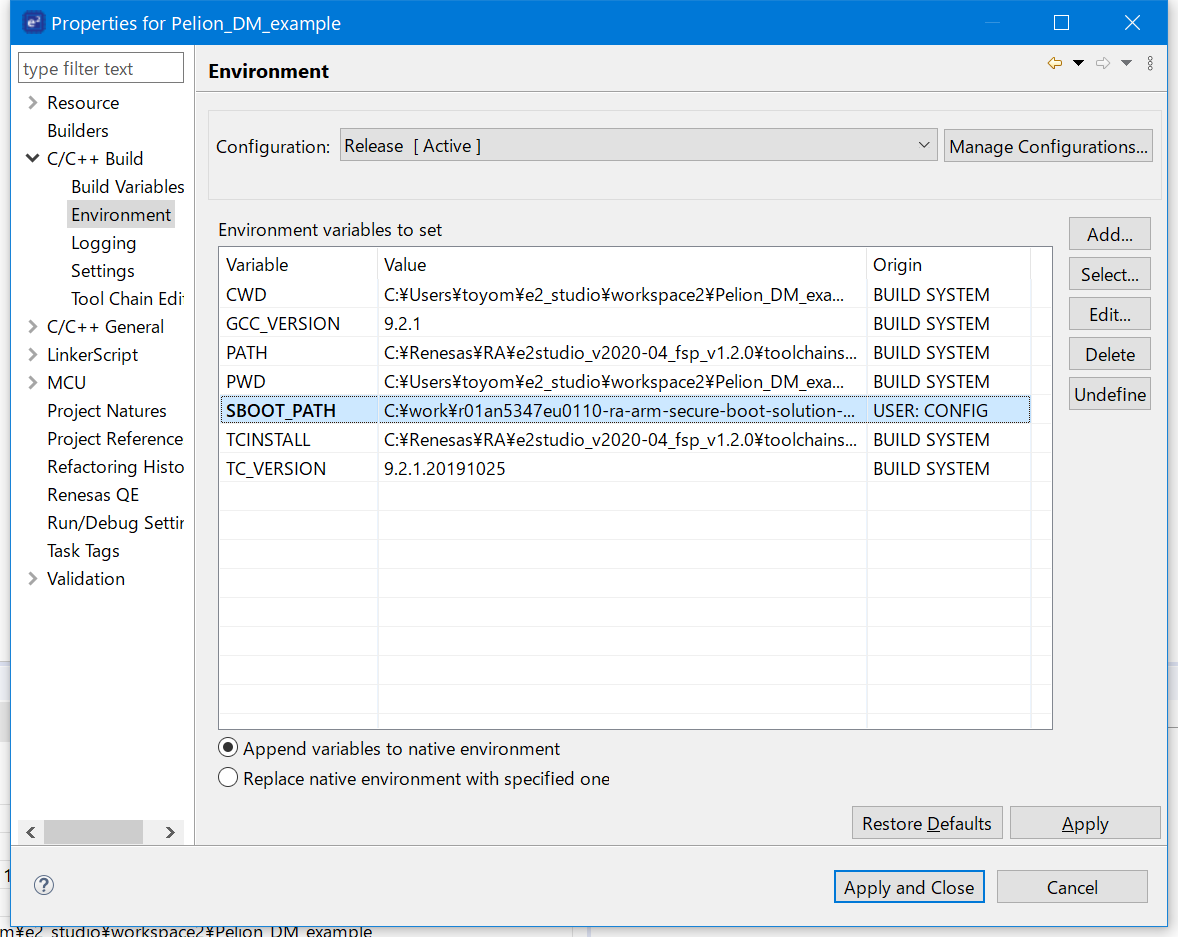 e² Properties for Pelion_DM_example
type filter text
Resource
Builders
C/C++ Build
Build Variables
Environment
Logging
Settings
Tool Chain Edi
C/C++ General
LinkerScript
MCU
Project Natures
Project Reference
Refactoring Histo
Renesas QE
Run/Debug Settin
Task Tags
Validation
Environment
Configuration: Release [ Active ] Manage Configurations...
Environment variables to set
Variable Value Origin
CWD C:¥Users¥toyom¥e2_studio¥workspace2¥Pelion_DM_exa... BUILD SYSTEM
GCC_VERSION 9.2.1 BUILD SYSTEM
PATH C:¥Renesas¥RA¥e2studio_v2020-04_fsp_v1.2.0¥toolchains... BUILD SYSTEM
PWD C:¥Users¥toyom¥e2_studio¥workspace2¥Pelion_DM_exa... BUILD SYSTEM
SBOOT_PATH C:¥work¥r01an5347eu0110-ra-arm-secure-boot-solution-... USER: CONFIG
TCINSTALL C:¥Renesas¥RA¥e2studio_v2020-04_fsp_v1.2.0¥toolchains... BUILD SYSTEM
TC_VERSION 9.2.1.20191025 BUILD SYSTEM
Add...
Select...
Edit...
Delete
Undefine
Append variables to native environment
Replace native environment with specified one
Restore Defaults Apply
? Apply and Close Cancel
1
m¥e2_studio¥workspace2¥Pelion_DM_example